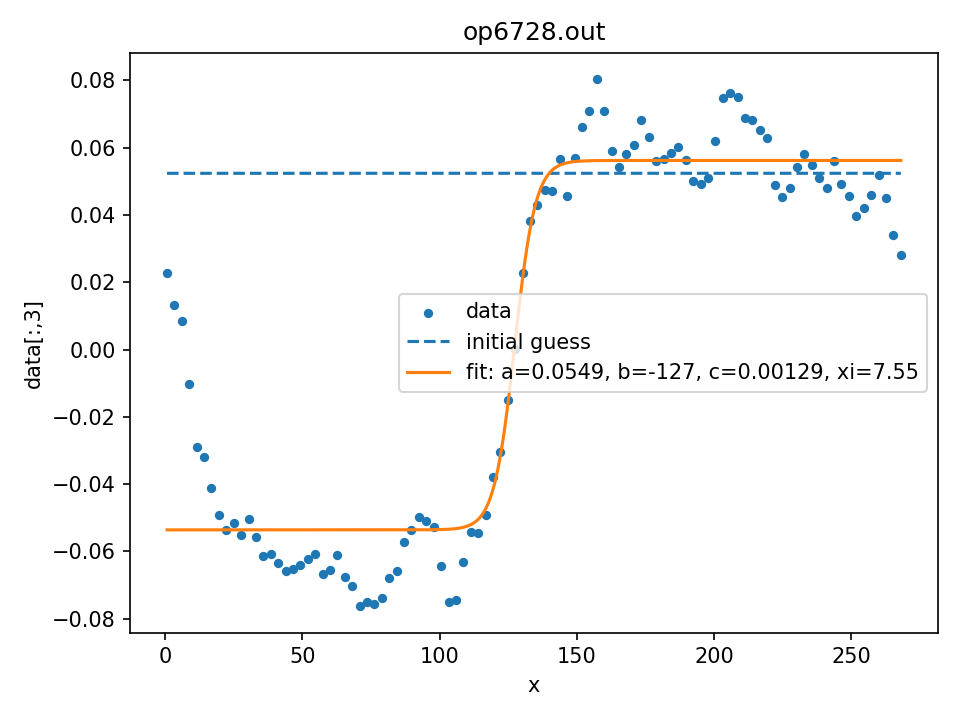 op6728.out
0.08
0.06
0.04
0.02
0.00
−0.02
−0.04
−0.06
−0.08
data[:,3]
data
initial guess
fit: a=0.0549, b=-127, c=0.00129, xi=7.55
0 50 100 150 200 250
x